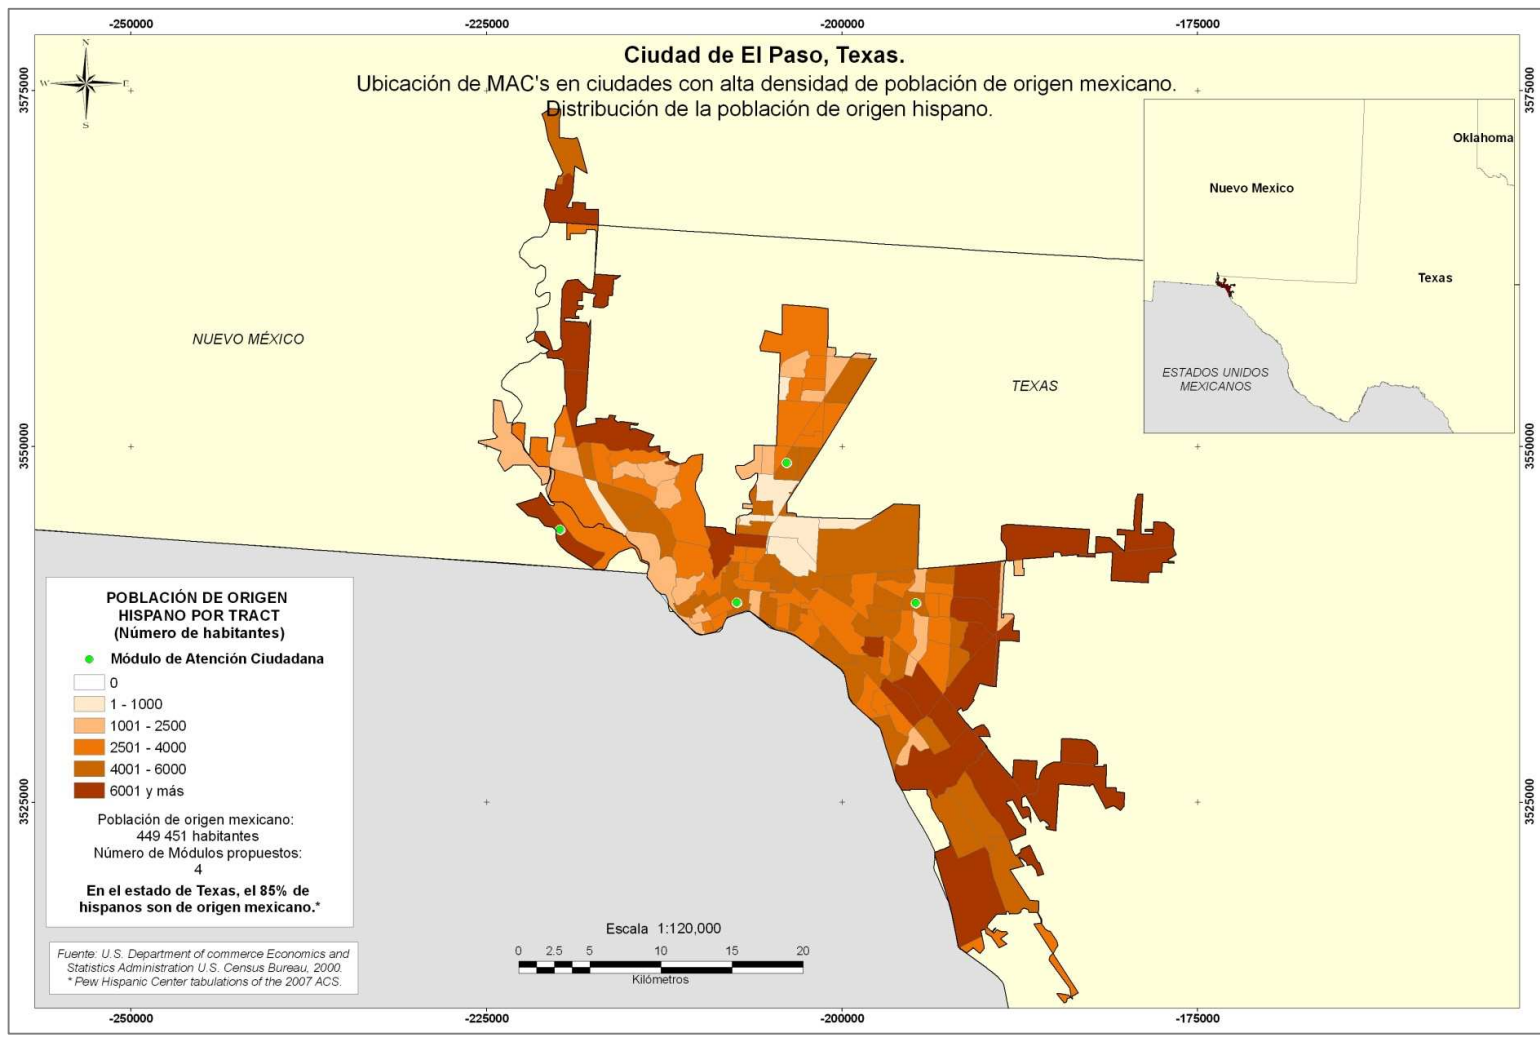 -250000
-225000
-200000
-175000
Ciudad de El Paso, Texas.
Ubicación de MAC's en ciudades con alta densidad de población de origen mexicano.
Distribución de la población de origen hispano.
N
W
E
S
3575000
3575000
Oklahoma
Nuevo Mexico
Texas
ESTADOS UNIDOS
MEXICANOS
NUEVO MÉXICO
TEXAS
3550000
3550000
POBLACIÓN DE ORIGEN
HISPANO POR TRACT
(Número de habitantes)
Módulo de Atención Ciudadana
0
1 - 1000
1001 - 2500
2501 - 4000
4001 - 6000
6001 y más
Población de origen mexicano:
449 451 habitantes
Número de Módulos propuestos:
4
En el estado de Texas, el 85% de
hispanos son de origen mexicano.*
3525000
3525000
Fuente: U.S. Department of commerce Economics and
Statistics Administration U.S. Census Bureau, 2000.
* Pew Hispanic Center tabulations of the 2007 ACS.
Escala 1:120,000
0 2.5 5 10 15 20
Kilómetros
-250000
-225000
-200000
-175000